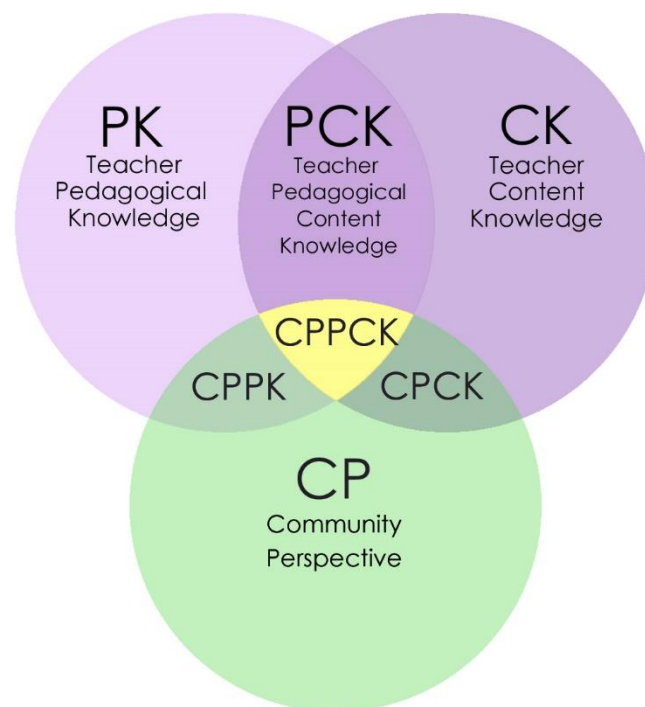 PK
Teacher
Pedagogical
Knowledge
PCK
Teacher
Pedagogical
Content
Knowledge
CK
Teacher
Content
Knowledge
CPPCK
CPPK
CPCK
CP
Community
Perspective